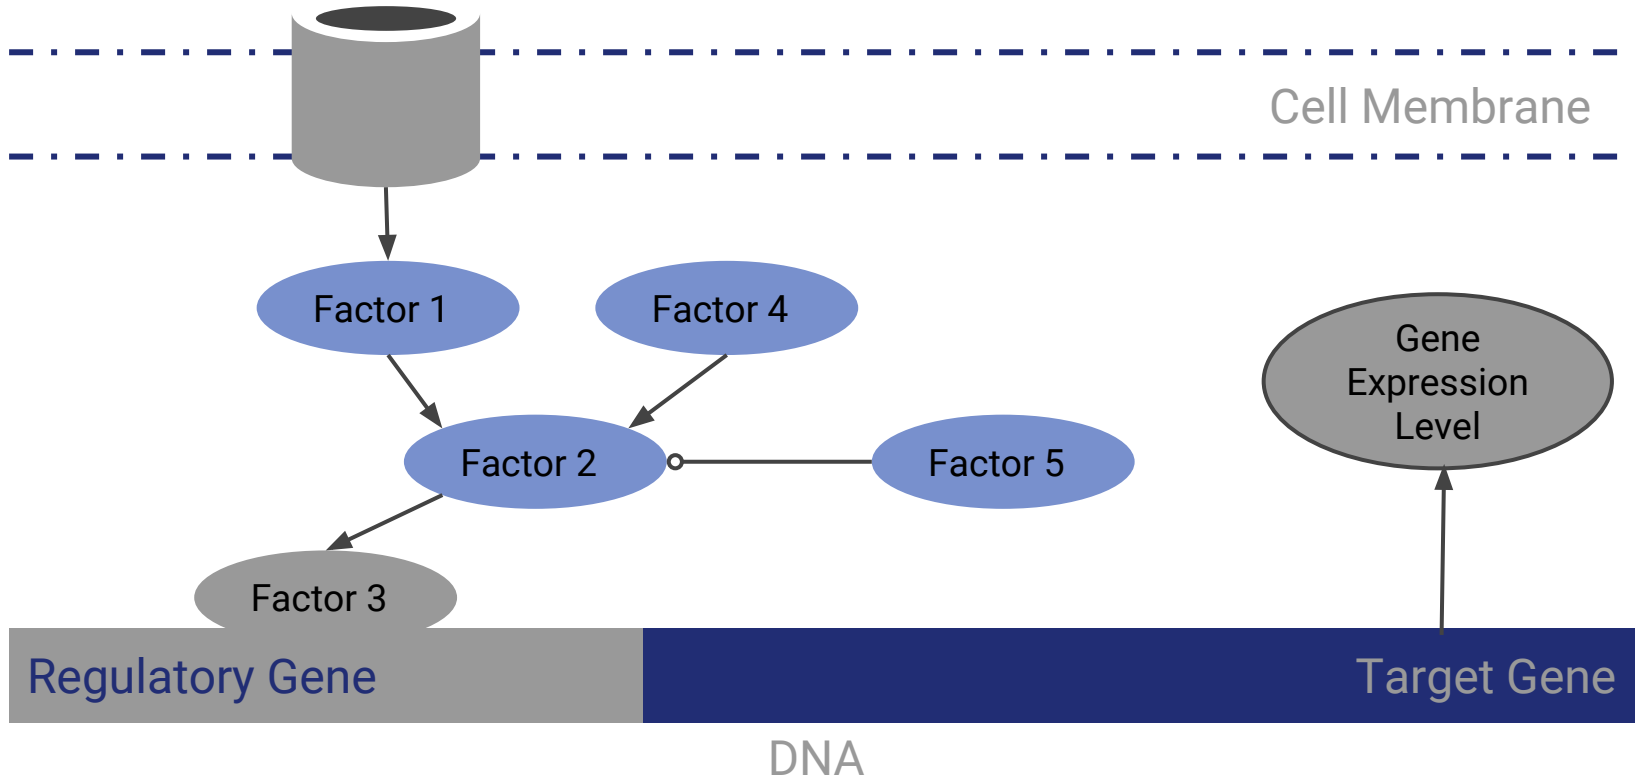 Cell Membrane
Factor 1
Factor 4
Gene
Expression
Level
Factor 2
Factor 5
Factor 3
Regulatory Gene
Target Gene
DNA